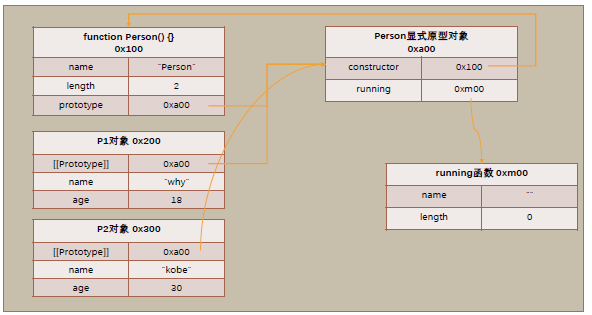 function Person() {}
0x100
name "Person"
length 2
prototype 0xa00
P1对象 0x200
[[Prototype]] 0xa00
name "why"
age 18
P2对象 0x300
[[Prototype]] 0xa00
name "kobe"
age 30
Person显式原型对象
0xa00
constructor 0x100
running 0xm00
running函数 0xm00
name ""
length 0